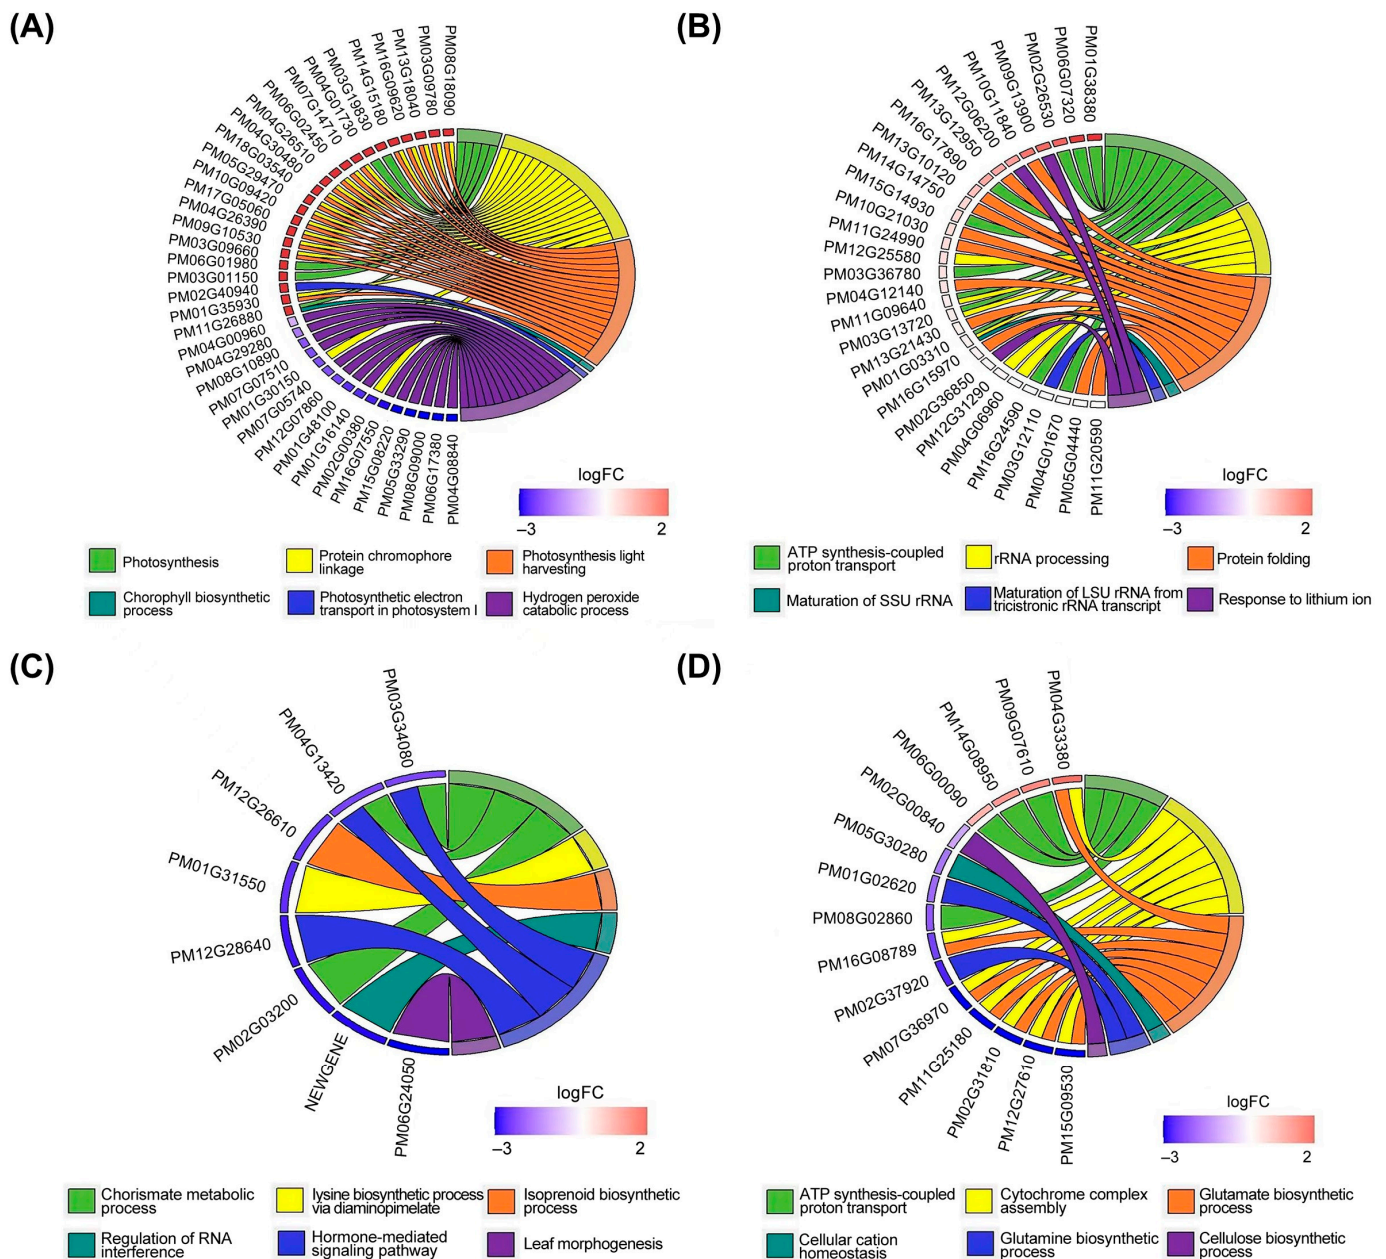 (A)
PM08G18090
PM03G09780
PM13G18040
PM16G09620
PM14G15180
PM03G19830
PM04G01730
PM07G14710
PM06G02450
PM04G26510
PM04G30480
PM18G03540
PM05G29470
PM10G09420
PM17G05060
PM04G26390
PM09G10530
PM03G09660
PM06G01980
PM03G01150
PM02G40940
PM01G35930
PM11G26880
PM04G00960
PM04G29280
PM08G10890
PM07G07510
PM01G30150
PM07G05740
PM12G07860
PM01G48100
PM01G16140
PM02G00380
PM16G07550
PM15G08220
PM05G33290
PM08G09000
PM06G17380
PM04G08840
logFC
–3 2
Photosynthesis
Protein chromophore
linkage
Photosynthesis light
harvesting
Chorophyll biosynthetic
process
Photosynthetic electron
transport in photosystem I
Hydrogen peroxide
catabolic process
(B)
PM01G38380
PM06G07320
PM02G26530
PM09G13900
PM10G11840
PM12G06200
PM13G12950
PM16G17890
PM13G10120
PM14G14750
PM15G14930
PM10G21030
PM11G24990
PM12G25580
PM03G36780
PM04G12140
PM11G09640
PM03G13720
PM13G21430
PM01G03310
PM16G15970
PM02G36850
PM12G31290
PM04G06960
PM16G24590
PM03G12110
PM04G01670
PM05G04440
PM11G20590
logFC
–3 2
ATP synthesis-coupled
proton transport
rRNA processing
Protein folding
Maturation of SSU rRNA
Maturation of LSU rRNA from
tricistronic rRNA transcript
Response to lithium ion
(C)
PM03G34080
PM04G13420
PM12G26610
PM01G31550
PM12G28640
PM02G03200
NEWGENE
PM06G24050
logFC
–3 2
Chorismate metabolic
process
lysine biosynthetic process
via diaminopimelate
Isoprenoid biosynthetic
process
Regulation of RNA
interference
Hormone-mediated
signaling pathway
Leaf morphogenesis
(D)
PM04G33380
PM09G07610
PM14G08950
PM06G00090
PM02G00840
PM05G30280
PM01G02620
PM08G02860
PM16G08789
PM02G37920
PM07G36970
PM11G25180
PM02G31810
PM12G27610
PM15G09530
logFC
–3 2
ATP synthesis-coupled
proton transport
Cytochrome complex
assembly
Glutamate biosynthetic
process
Cellular cation
homeostasis
Glutamine biosynthetic
process
Cellulose biosynthetic
process